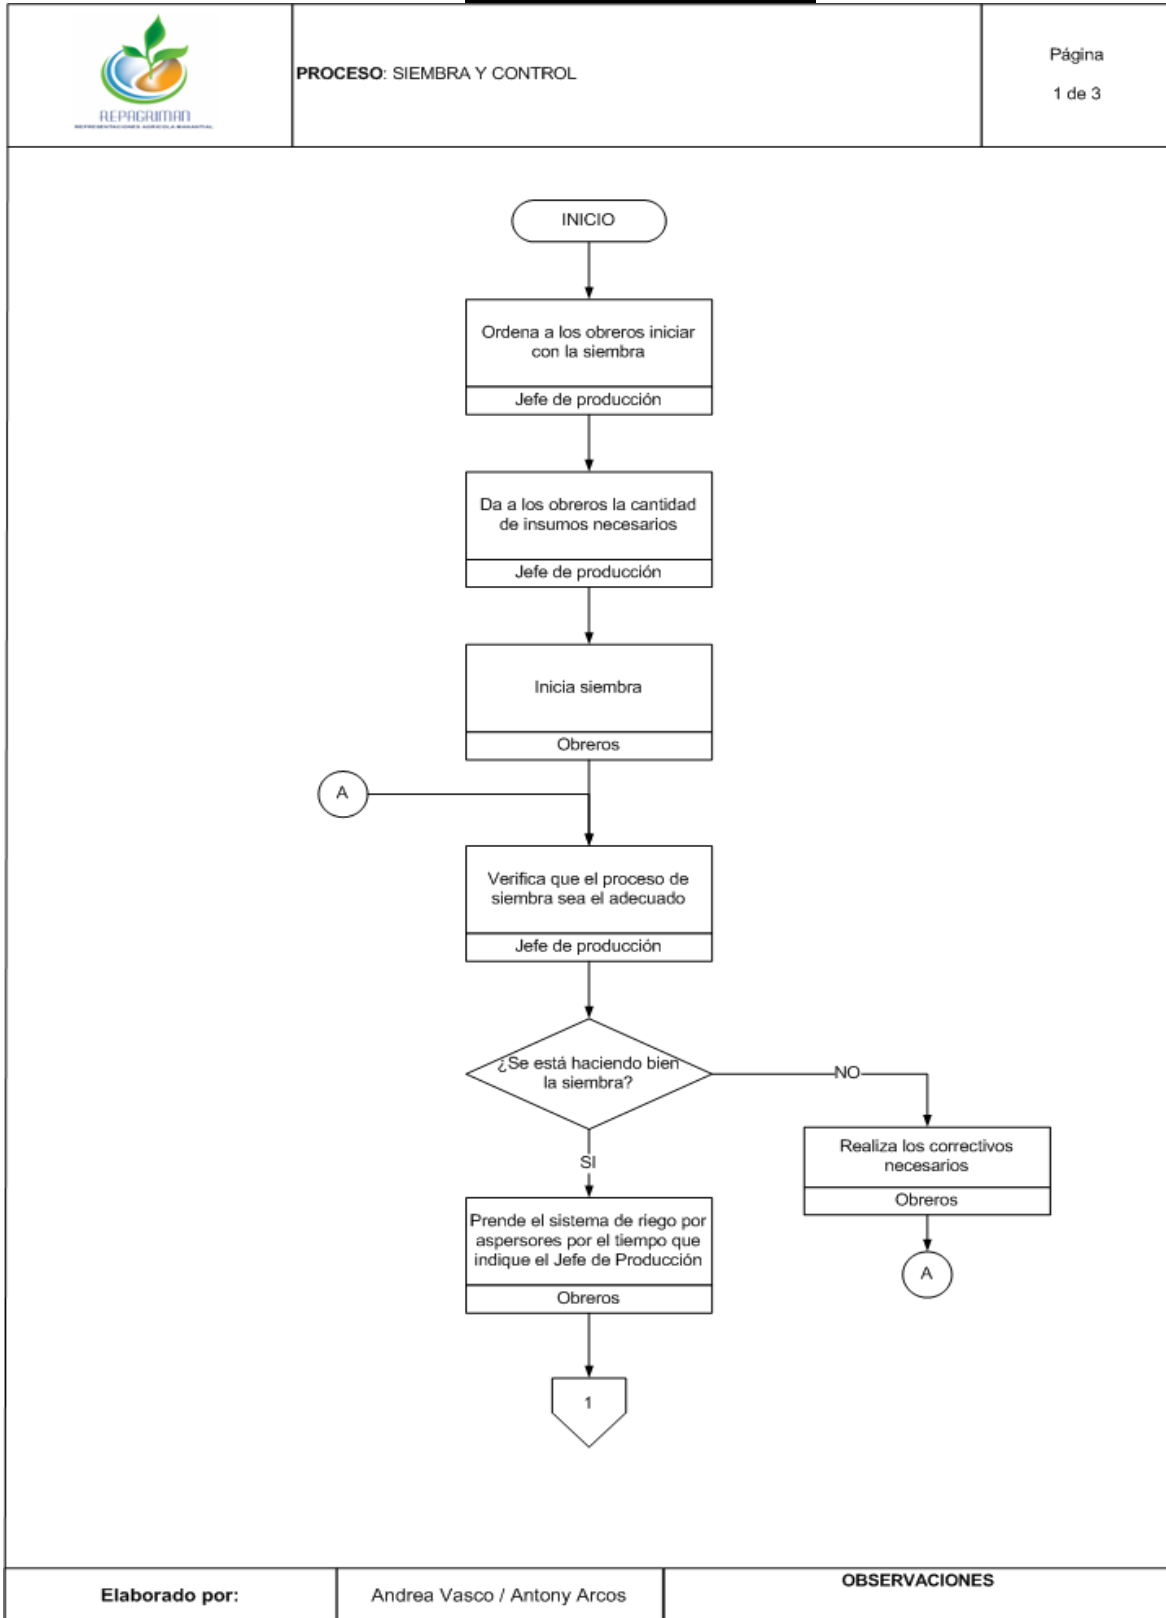 REPAGRIMAN
REPRESENTACIONES AGRICOLA MANANTIAL
PROCESO: SIEMBRA Y CONTROL
Página
1 de 3
INICIO
Ordena a los obreros iniciar
con la siembra
Jefe de producción
Da a los obreros la cantidad
de insumos necesarios
Jefe de producción
Inicia siembra
Obreros
A
Verifica que el proceso de
siembra sea el adecuado
Jefe de producción
¿Se está haciendo bien
la siembra?
NO
Realiza los correctivos
necesarios
Obreros
A
SI
Prende el sistema de riego por
aspersores por el tiempo que
indique el Jefe de Producción
Obreros
1
Elaborado por:
Andrea Vasco / Antony Arcos
OBSERVACIONES